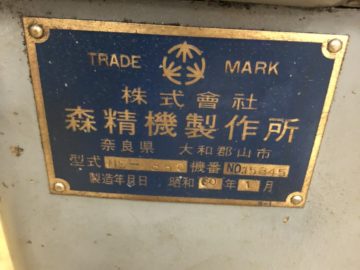 TRADE MARK
株式會社
森精機製作所
奈良県 大和郡山市
型式 機番 NO
製造年月日 昭和 60 年 月